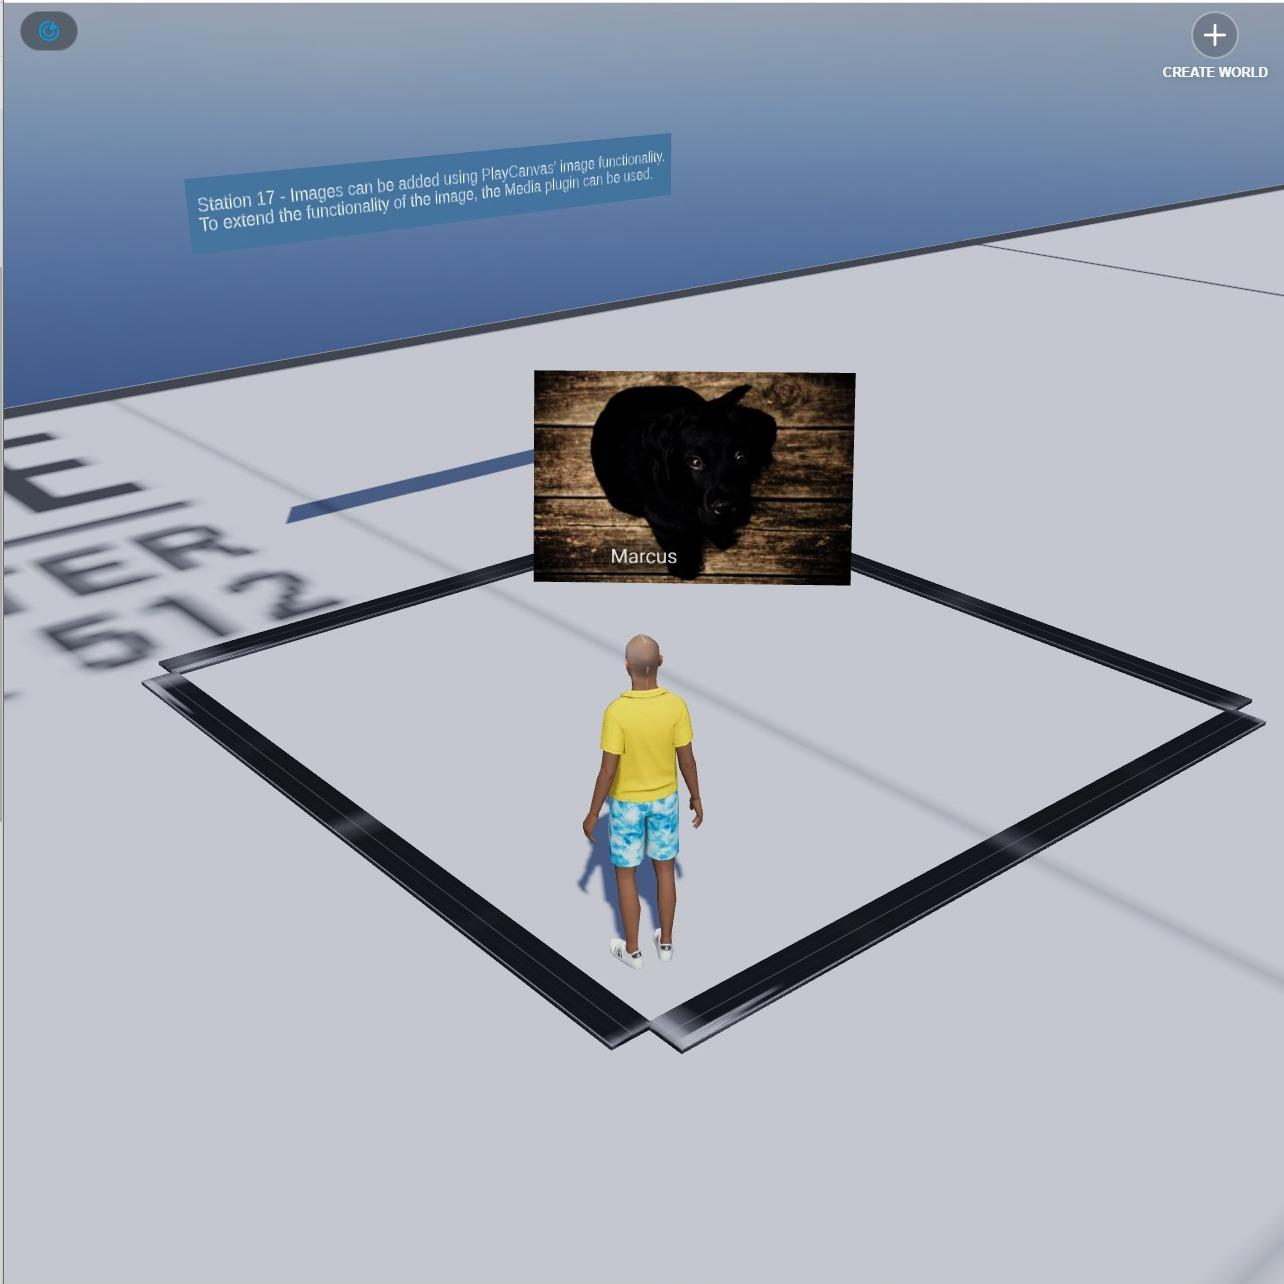 CREATE WORLD
Station 17 - Images can be added using PlayCanvas' image functionality.
To extend the functionality of the image, the Media plugin can be used.
Marcus
512